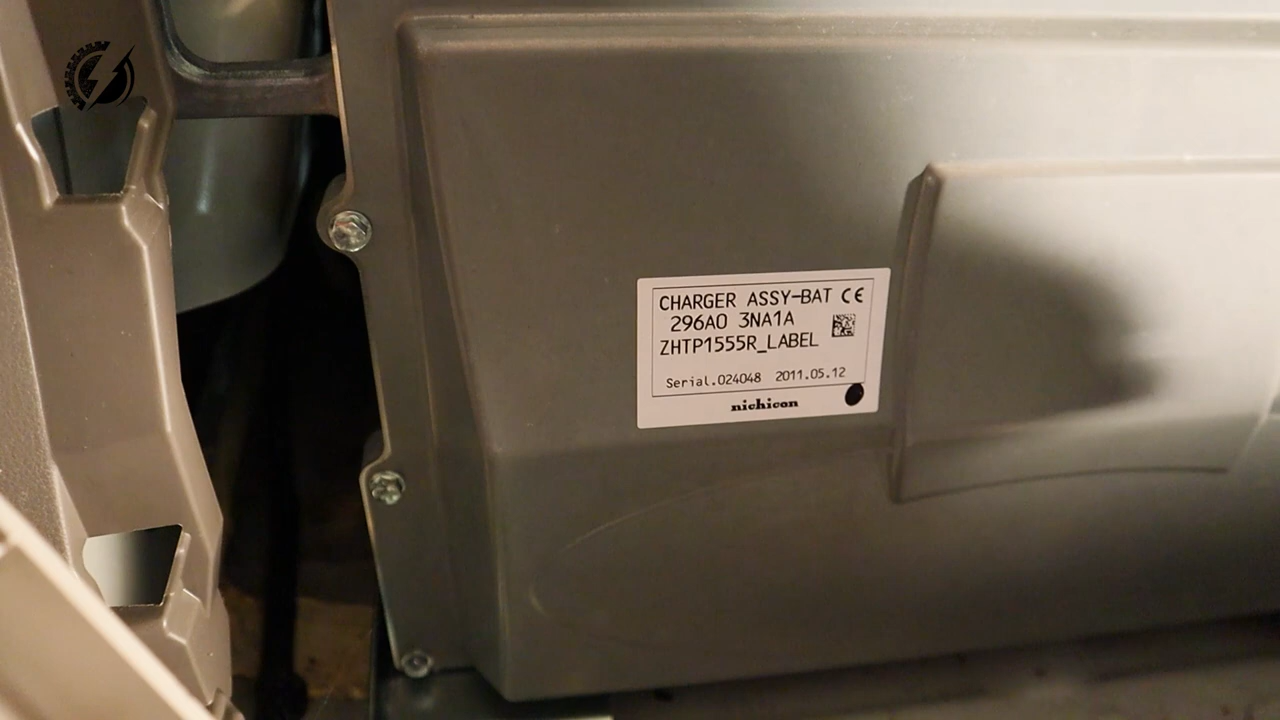 CHARGER ASSY-BAT CE
296A0 3NA1A
ZHTP1555R_LABEL
Serial.024048 2011.05.12
nichicon